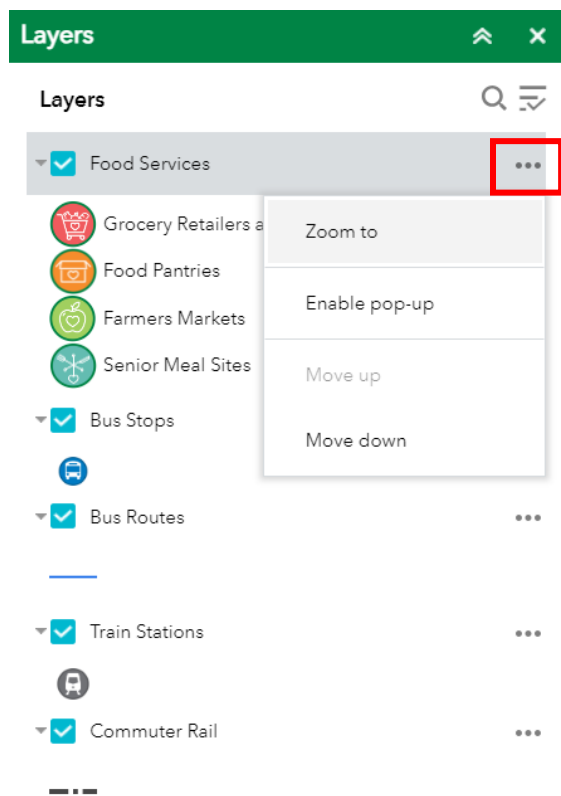 Layers
Layers
Food Services
Grocery Retailers a
Food Pantries
Farmers Markets
Senior Meal Sites
Zoom to
Enable pop-up
Move up
Move down
Bus Stops
Bus Routes
Train Stations
Commuter Rail